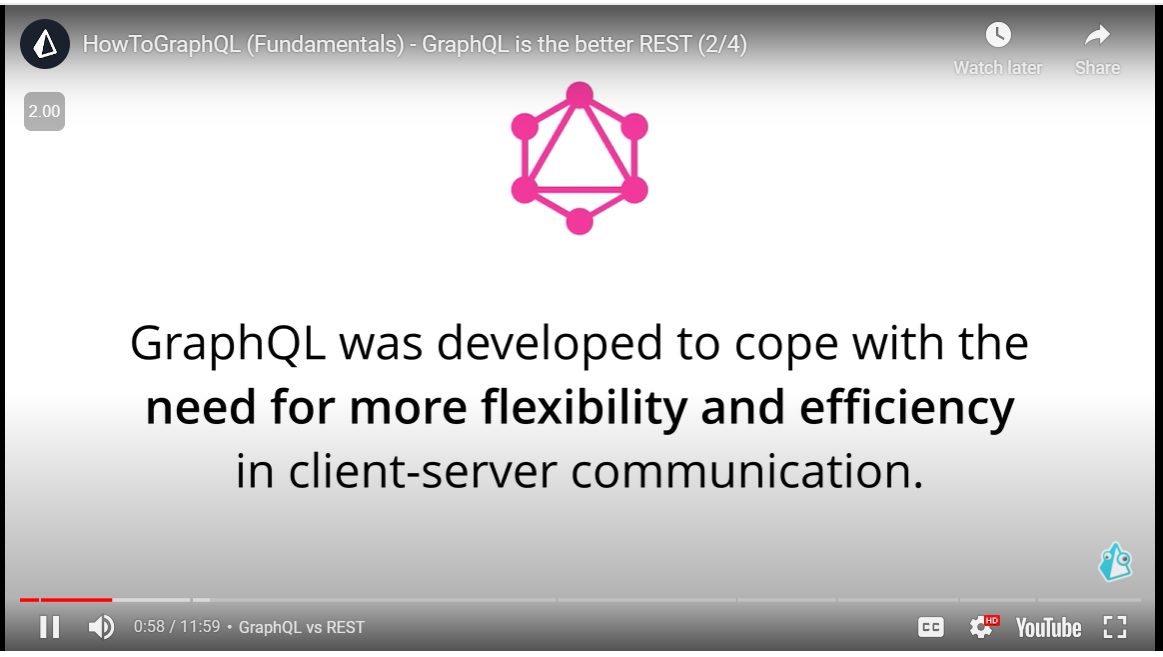 HowToGraphQL (Fundamentals) - GraphQL is the better REST (2/4)
Watch later
Share
2.00
GraphQL was developed to cope with the
need for more flexibility and efficiency
in client-server communication.
0:58 / 11:59 • GraphQL vs REST
CC
HD
YouTube